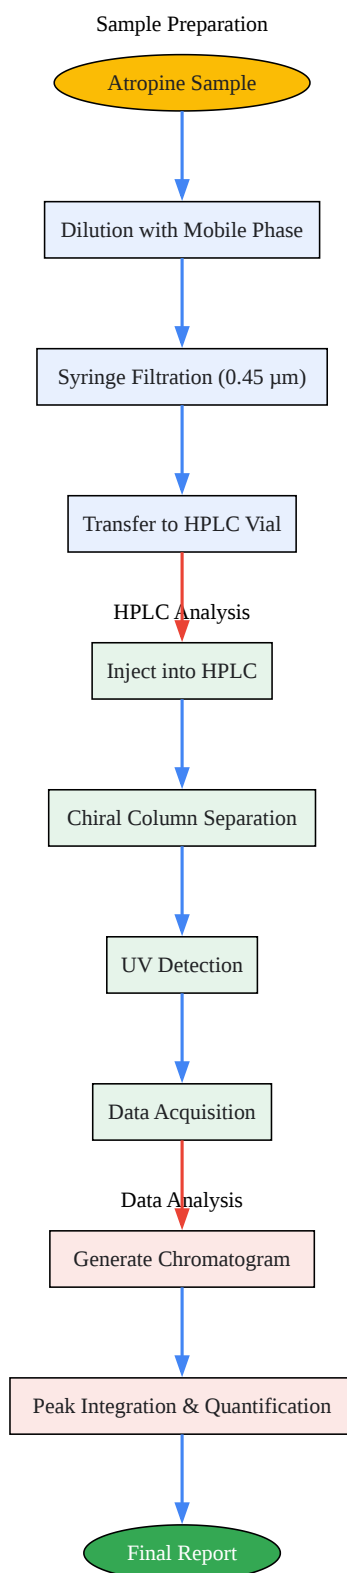 Sample Preparation
Atropine Sample
Dilution with Mobile Phase
Syringe Filtration (0.45 µm)
Transfer to HPLC Vial
HPLC Analysis
Inject into HPLC
Chiral Column Separation
UV Detection
Data Acquisition
Data Analysis
Generate Chromatogram
Peak Integration & Quantification
Final Report